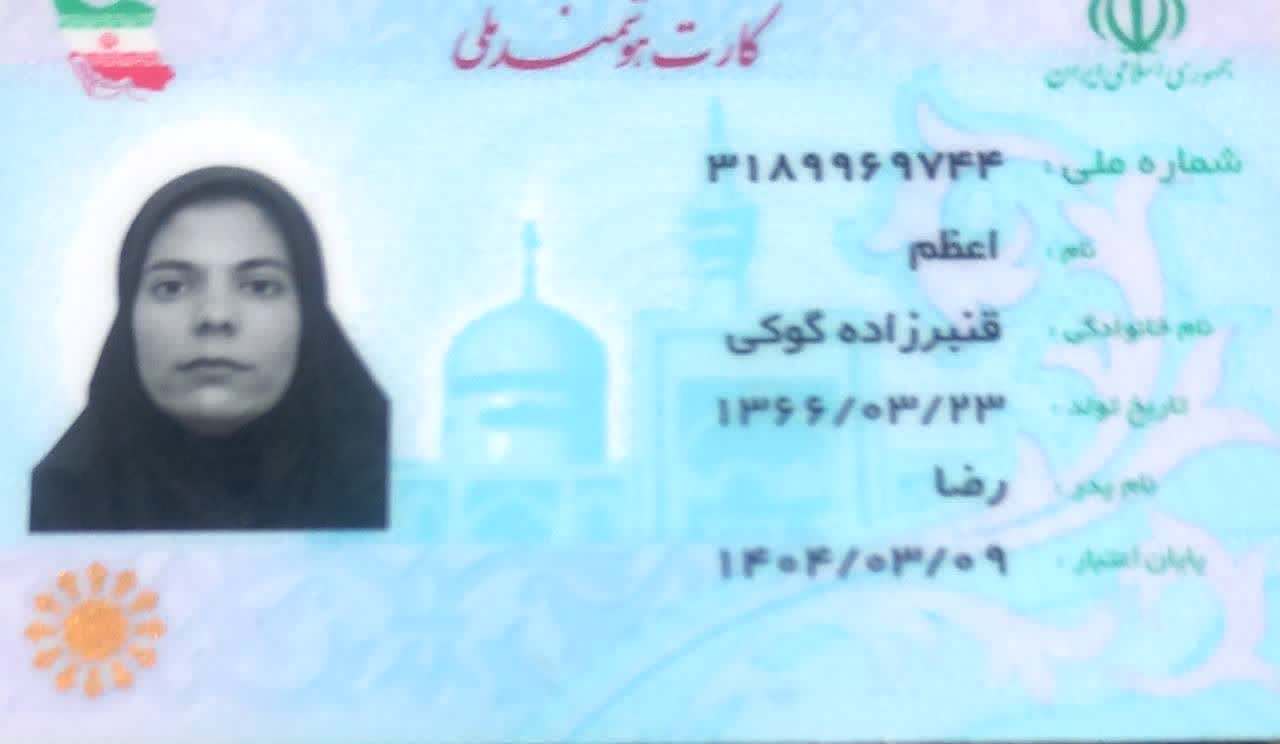 کارت هوشمند ملی
جمهوری اسلامی ایران
شماره ملی: ۳۱۸۹۹۶۹۷۴۴
نام: اعظم
نام خانوادگی: قنبرزاده گوکی
تاریخ تولد: ۱۳۶۶/۰۳/۲۳
نام پدر: رضا
پایان اعتبار: ۱۴۰۴/۰۳/۰۹